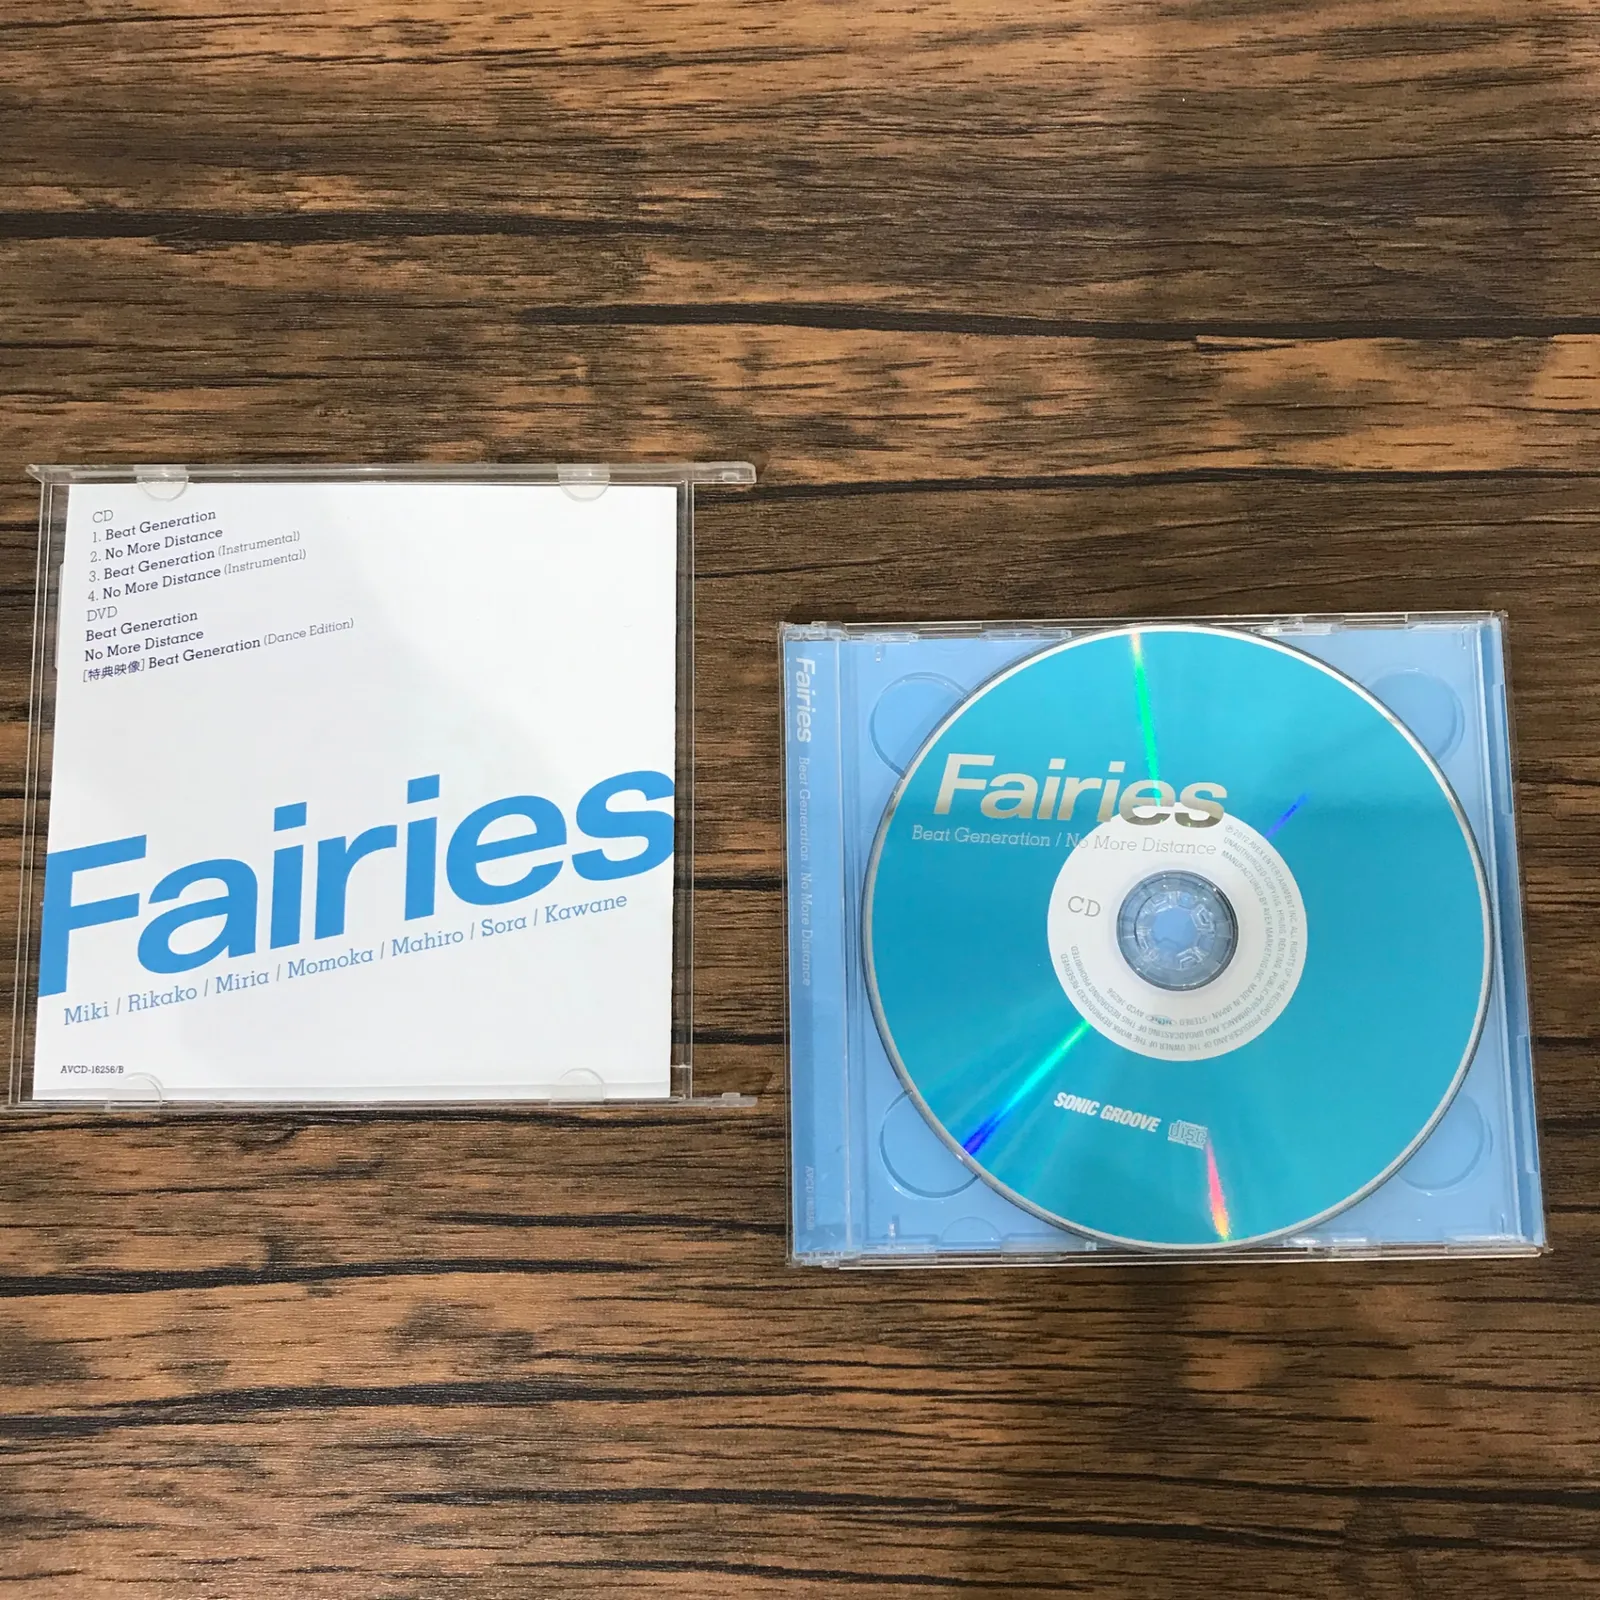 CD
1. Beat Generation
2. No More Distance
3. Beat Generation (Instrumental)
4. No More Distance (Instrumental)
DVD
Beat Generation
No More Distance
[特典映像] Beat Generation (Dance Edition)
Fairies
Miki / Rikako / Miria / Momoka / Mahiro / Sora / Kawane
AVCD-16256/B
Fairies Beat Generation / No More Distance
Fairies
Beat Generation / No More Distance
CD
SONIC GROOVE disc